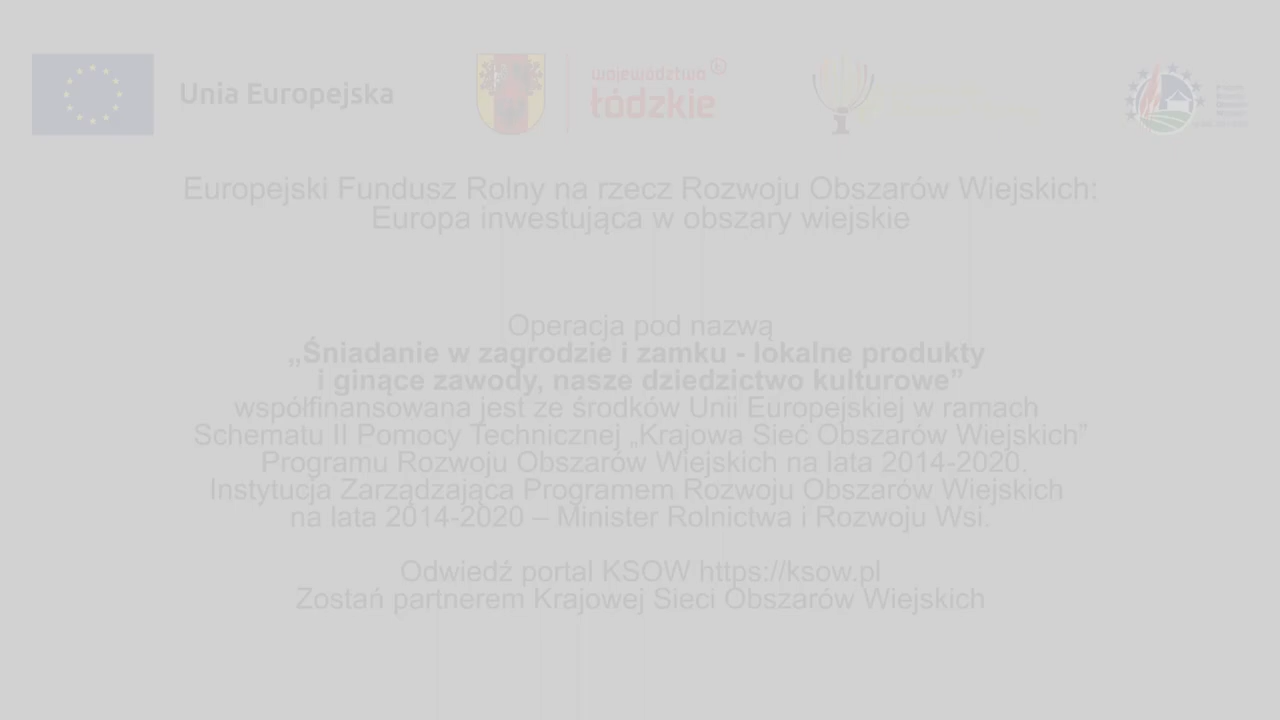 Unia Europejska
województwo
łódzkie
Europejski Fundusz Rolny na rzecz Rozwoju Obszarów Wiejskich:
Europa inwestująca w obszary wiejskie
Operacja pod nazwą
„Śniadanie w zagrodzie i zamku - lokalne produkty
i ginące zawody, nasze dziedzictwo kulturowe”
współfinansowana jest ze środków Unii Europejskiej w ramach
Schematu II Pomocy Technicznej „Krajowa Sieć Obszarów Wiejskich”
Programu Rozwoju Obszarów Wiejskich na lata 2014-2020.
Instytucja Zarządzająca Programem Rozwoju Obszarów Wiejskich
na lata 2014-2020 – Minister Rolnictwa i Rozwoju Wsi.
Odwiedź portal KSOW https://ksow.pl
Zostań partnerem Krajowej Sieci Obszarów Wiejskich